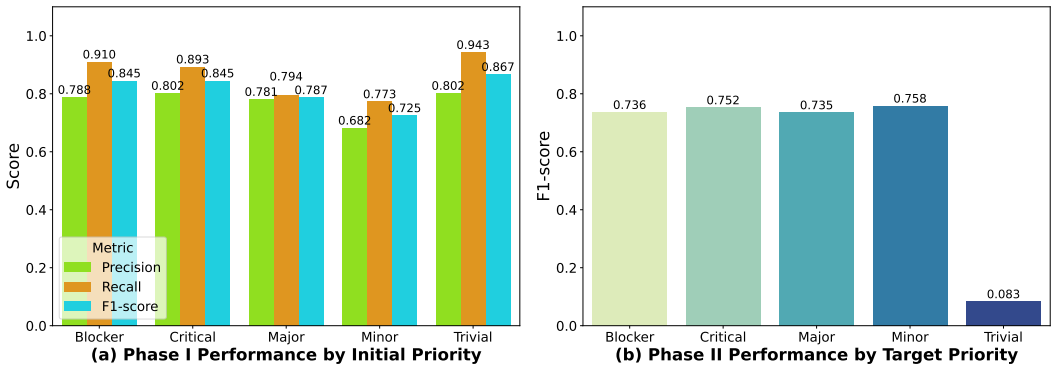 Score
1.0
0.8
0.6
0.4
0.2
0.0
0.788
0.910
0.845
0.802
0.893
0.845
0.781
0.794
0.787
0.682
0.773
0.725
0.802
0.943
0.867
Metric
Precision
Recall
F1-score
Blocker
Critical
Major
Minor
Trivial
(a) Phase I Performance by Initial Priority
F1-score
1.0
0.8
0.6
0.4
0.2
0.0
0.736
0.752
0.735
0.758
0.083
Blocker
Critical
Major
Minor
Trivial
(b) Phase II Performance by Target Priority